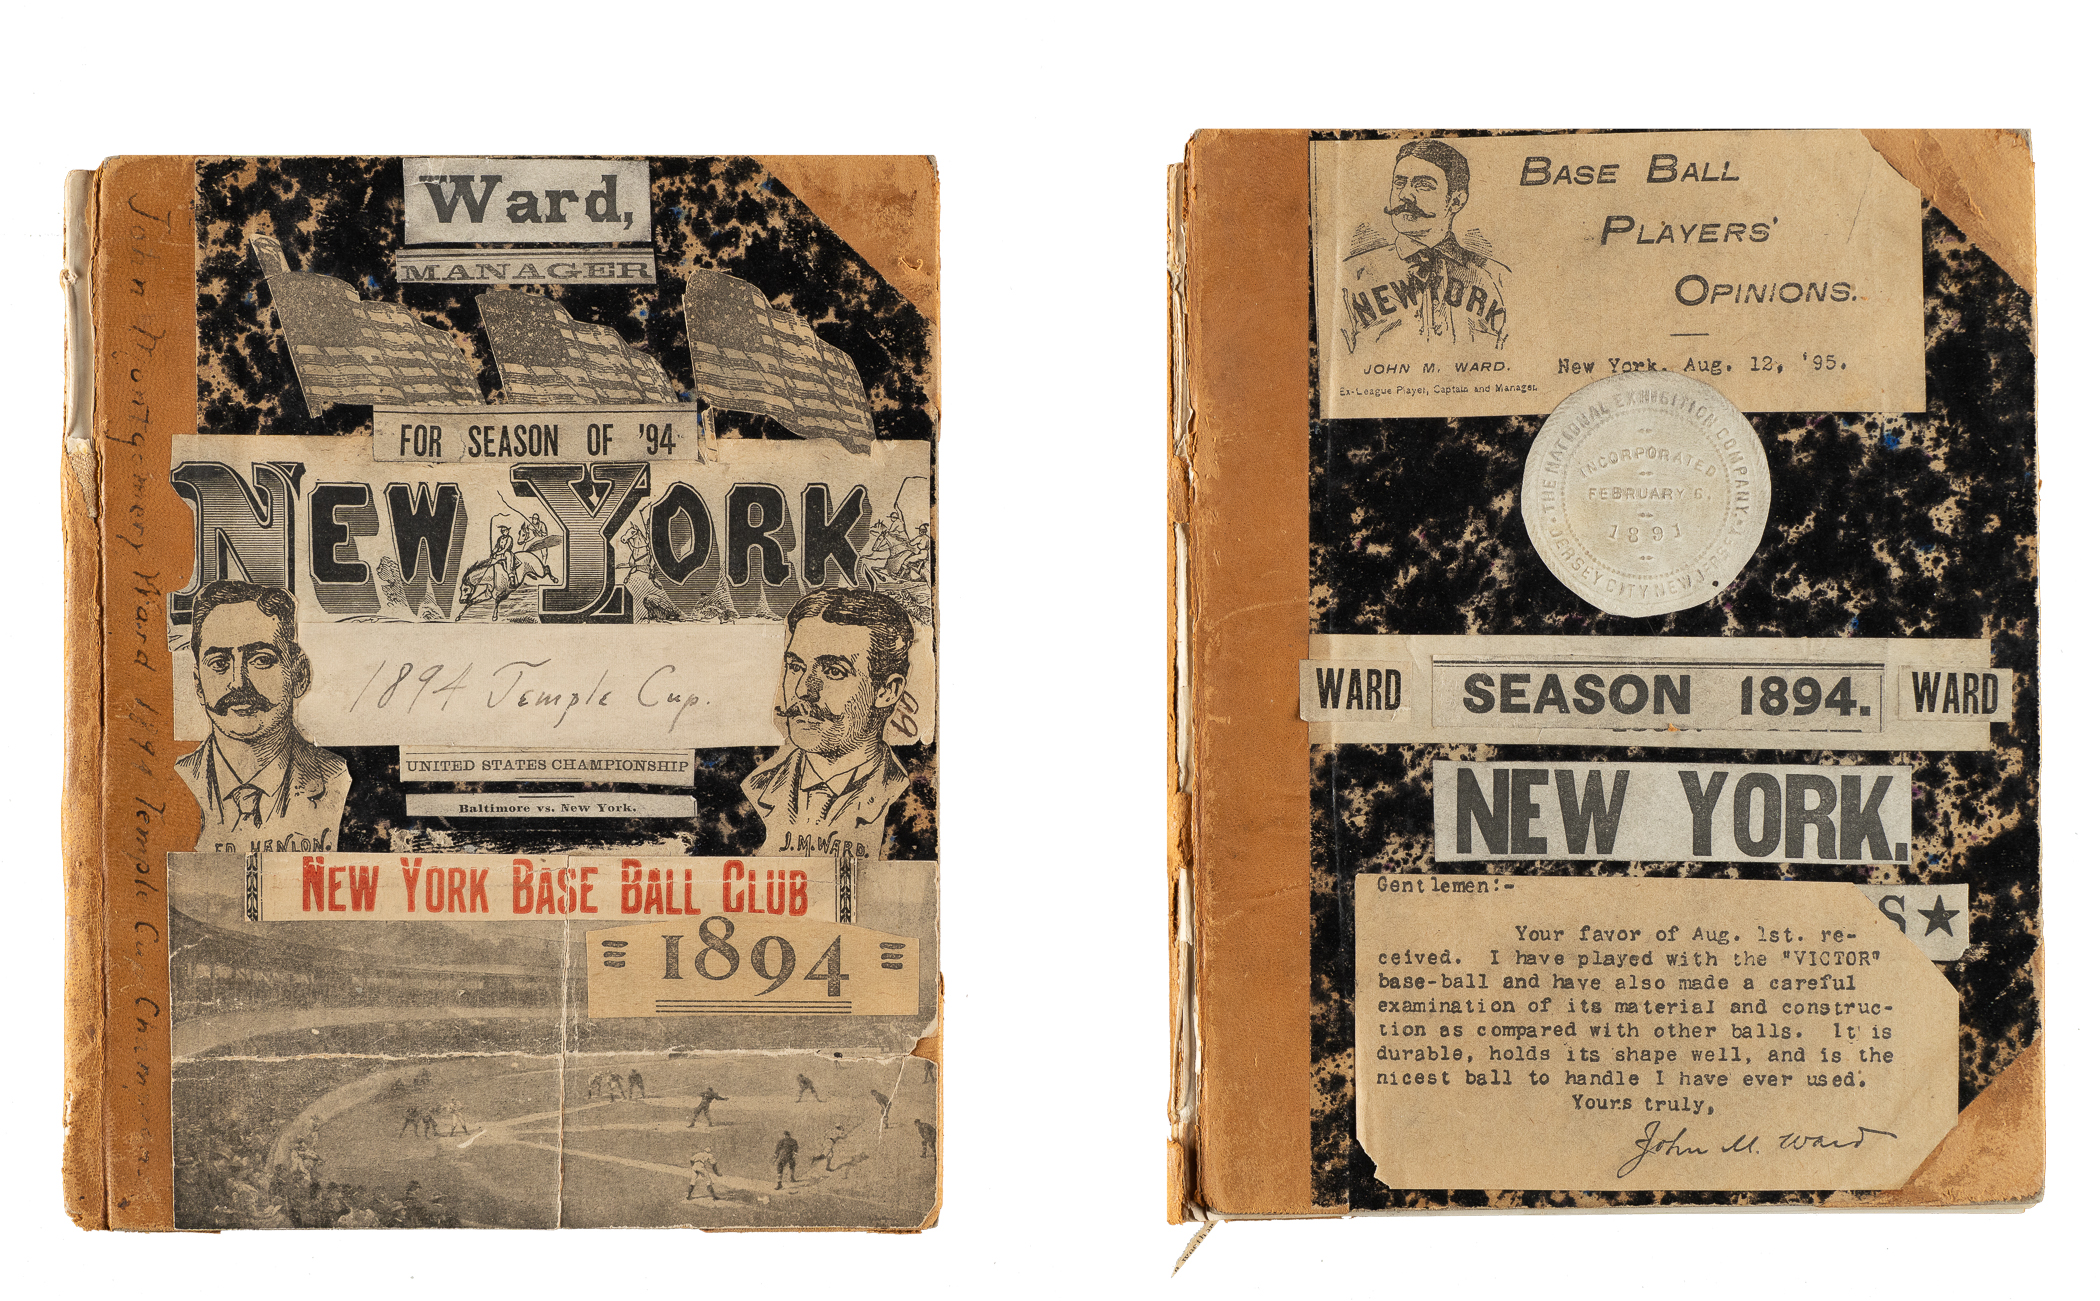 John Montgomery Ward 1894 Temple Cup
Ward,
MANAGER
FOR SEASON OF '94
NEW YORK
1894 Temple Cup.
UNITED STATES CHAMPIONSHIP
Baltimore vs. New York.
ED. HANLON.
J. M. WARD.
NEW YORK BASE BALL CLUB
1894
BASE BALL
PLAYERS'
OPINIONS.
NEW YORK
JOHN M. WARD.
Ex-League Player, Captain and Manager.
New York. Aug. 12, '95.
THE NATIONAL EXHIBITION COMPANY
JERSEY CITY NEW JERSEY
INCORPORATED
FEBRUARY 6,
1891
WARD SEASON 1894. WARD
NEW YORK.
S★
Gentlemen:-
Your favor of Aug. 1st. re-
ceived. I have played with the "VICTOR"
base-ball and have also made a careful
examination of its material and construc-
tion as compared with other balls. It is
durable, holds its shape well, and is the
nicest ball to handle I have ever used.
Yours truly,
John M. Ward